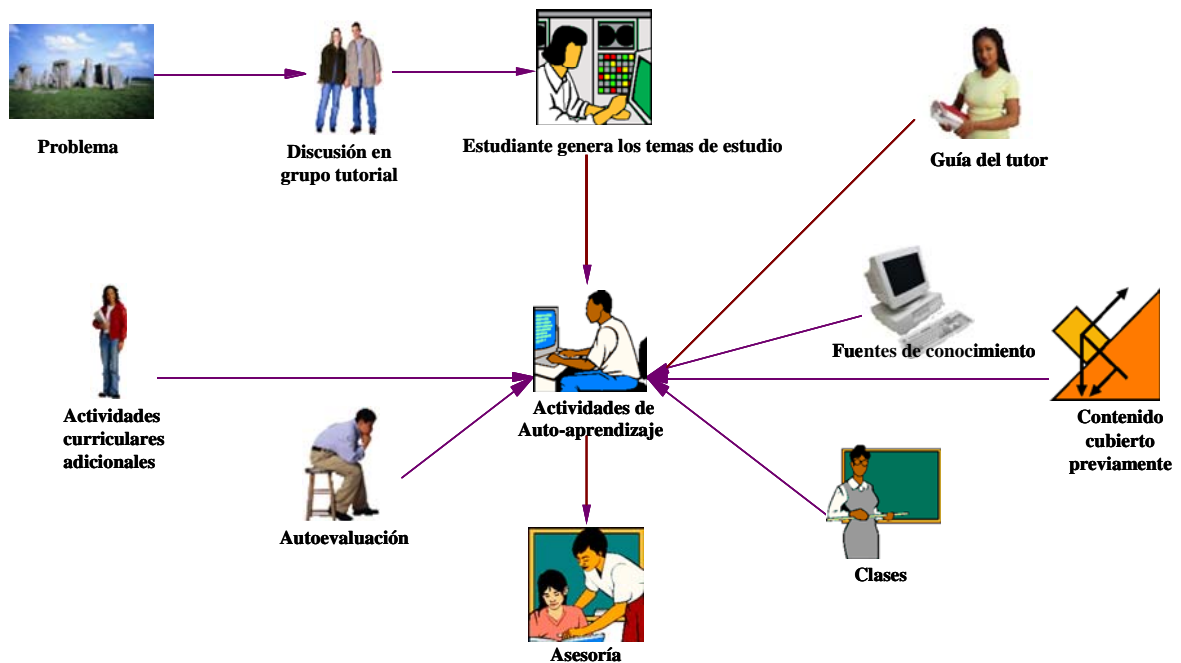 Problema
Discusión en
grupo tutorial
Estudiante genera los temas de estudio
Guía del tutor
Fuentes de conocimiento
Actividades
curriculares
adicionales
Actividades de
Auto-aprendizaje
Contenido
cubierto
previamente
Autoevaluación
Clases
Asesoría